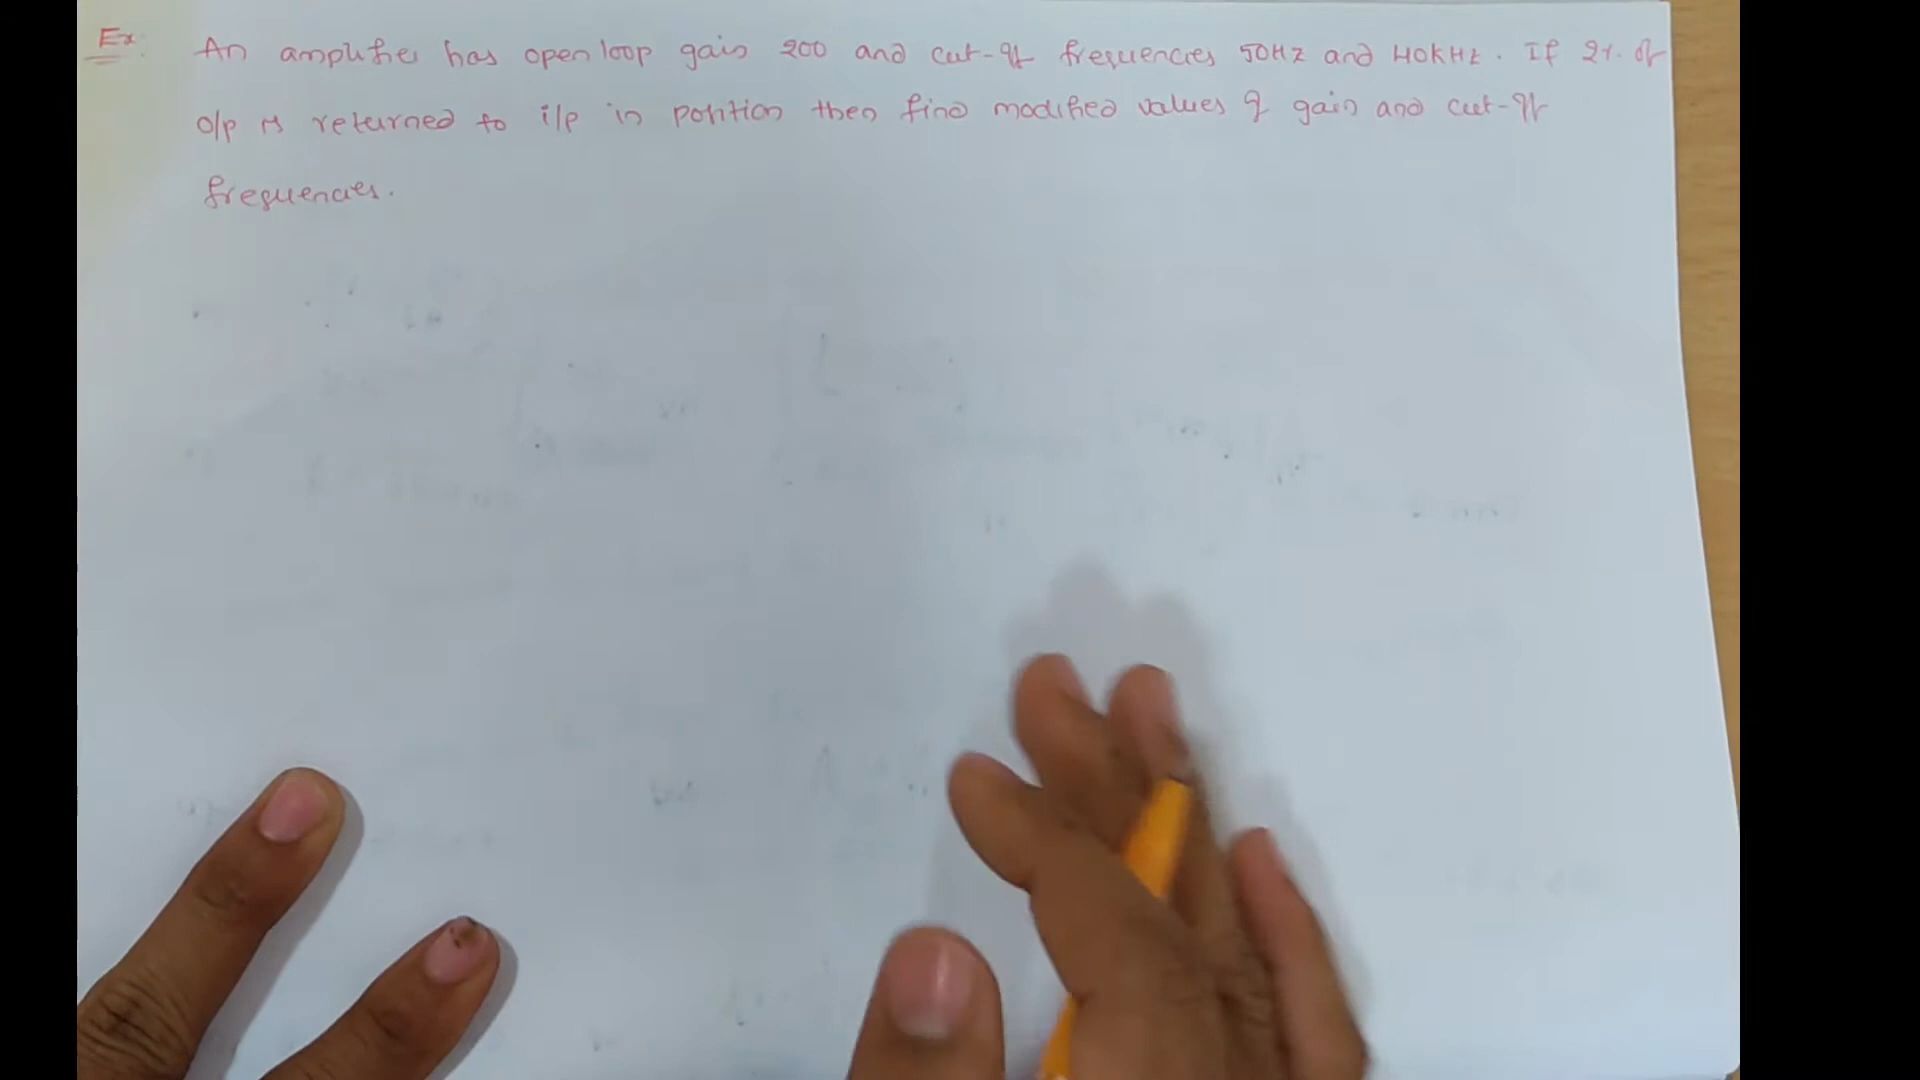 Ex:
An amplifier has open loop gain 200 and cut-off frequencies 50Hz and 40kHz. If 2% of
o/p is returned to i/p in position then find modified values of gain and cut-off
frequencies.